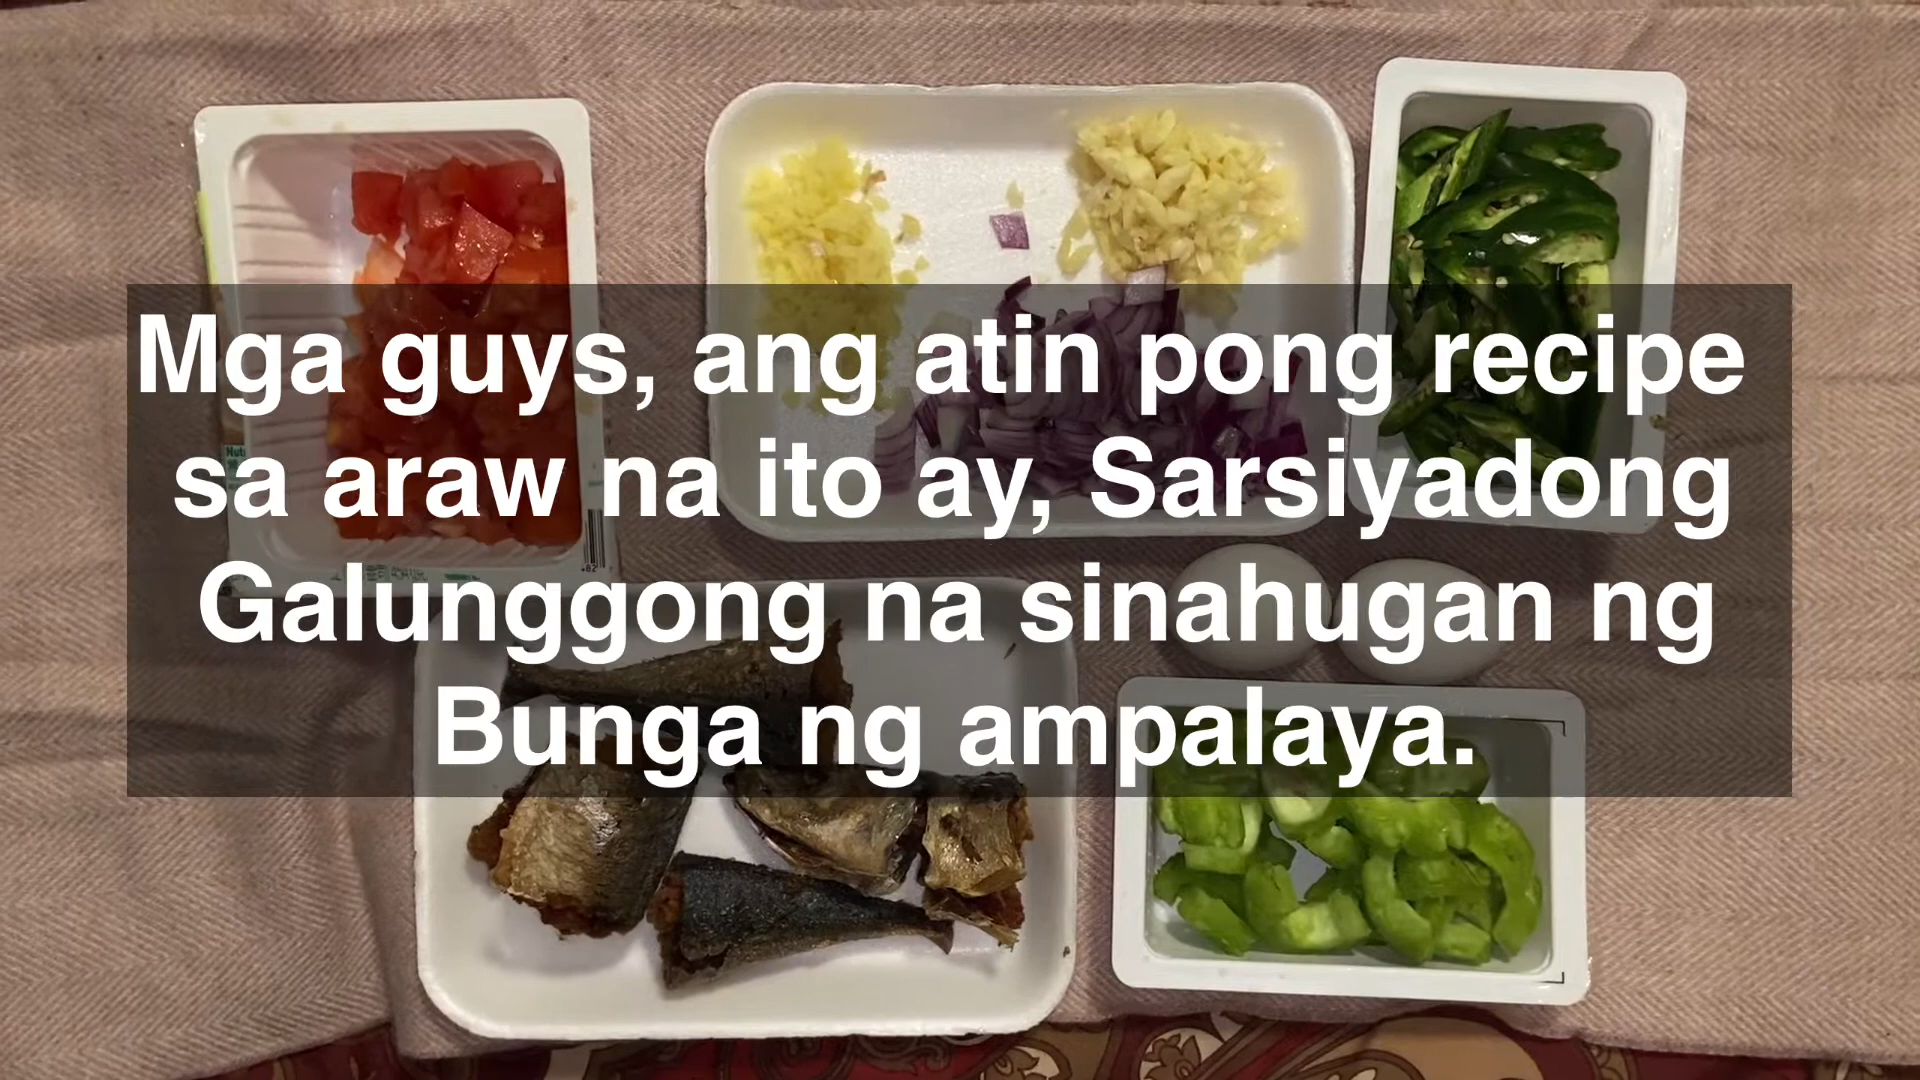 Mga guys, ang atin pong recipe
sa araw na ito ay, Sarsiyadong
Galunggong na sinahugan ng
Bunga ng ampalaya.